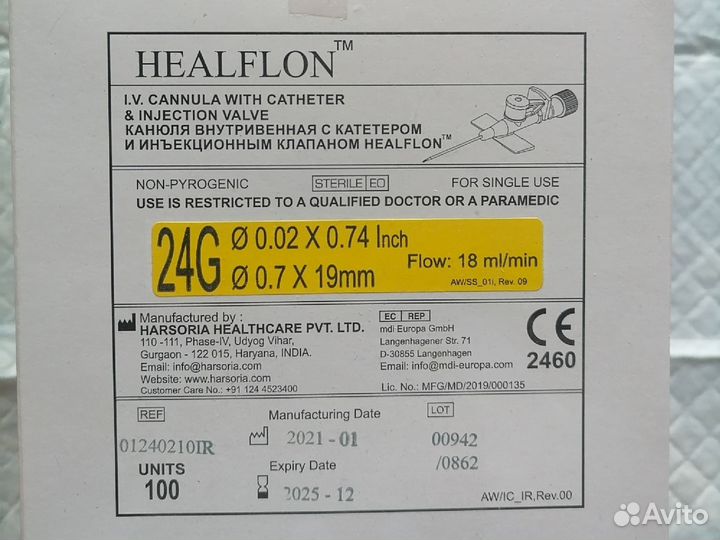 HEALFLON™
I.V. CANNULA WITH CATHETER
& INJECTION VALVE
КАНЮЛЯ ВНУТРИВЕННАЯ С КАТЕТЕРОМ
И ИНЪЕКЦИОННЫМ КЛАПАНОМ HEALFLON™
NON-PYROGENIC STERILE EO FOR SINGLE USE
USE IS RESTRICTED TO A QUALIFIED DOCTOR OR A PARAMEDIC
24G Ø 0.02 X 0.74 Inch
Ø 0.7 X 19mm Flow: 18 ml/min
AW/SS_01i, Rev. 09
Manufactured by :
HARSORIA HEALTHCARE PVT. LTD.
110 -111, Phase-IV, Udyog Vihar,
Gurgaon - 122 015, Haryana, INDIA.
Email: info@harsoria.com
Website: www.harsoria.com
Customer Care No.: +91 124 4523400
EC REP
mdi Europa GmbH
Langenhagener Str. 71
D-30855 Langenhagen
Email: info@mdi-europa.com
Lic. No.: MFG/MD/2019/000135
CE
2460
REF
01240210IR
UNITS
100
Manufacturing Date
2021-01
Expiry Date
2025-12
LOT
00942
/0862
AW/IC_IR,Rev.00
Avito